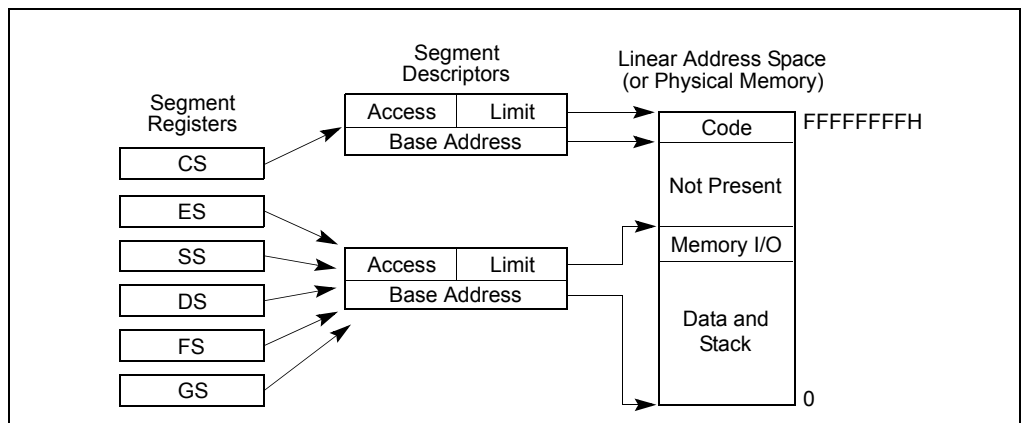 Segment
Registers
CS
ES
SS
DS
FS
GS
Segment
Descriptors
Access
Limit
Base Address
Access
Limit
Base Address
Linear Address Space
(or Physical Memory)
Code
FFFFFFFFH
Not Present
Memory I/O
Data and
Stack
0